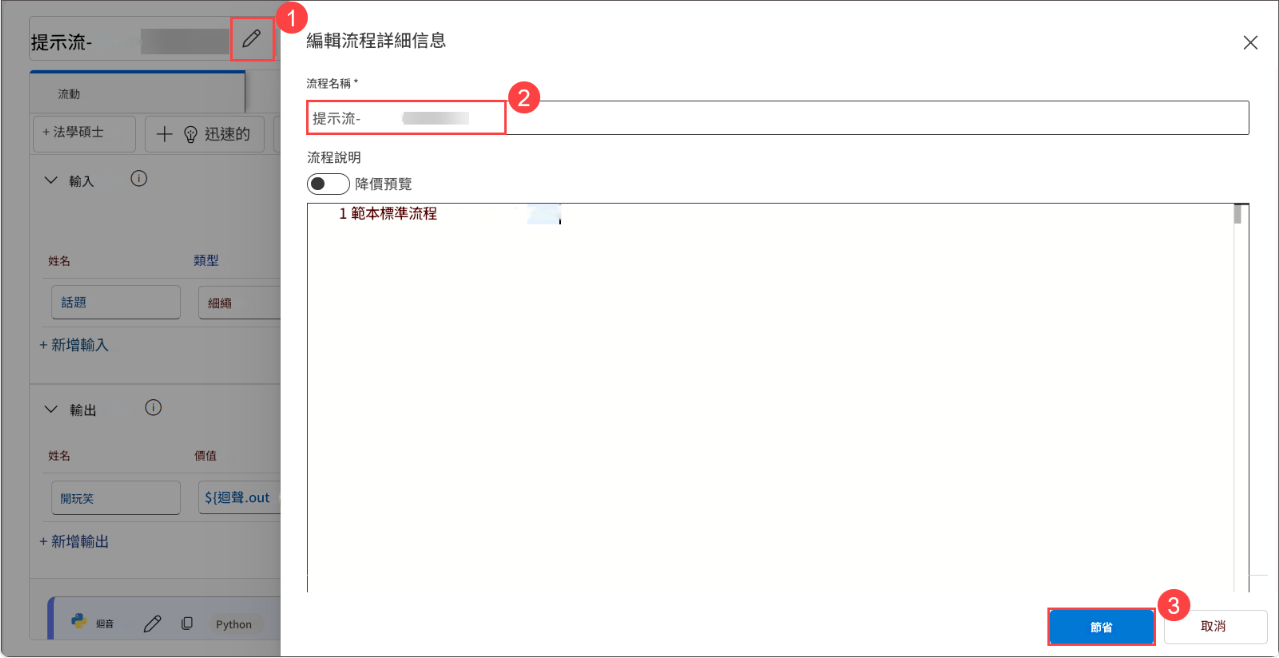 1
提示流-
流動
+ 法學碩士
迅速的
輸入
姓名
類型
話題
細繩
+ 新增輸入
輸出
姓名
價值
開玩笑
${迴聲.out
+ 新增輸出
迴音
Python
編輯流程詳細信息
流程名稱 *
2
提示流-
流程說明
降價預覽
1 範本標準流程
3
節省
取消